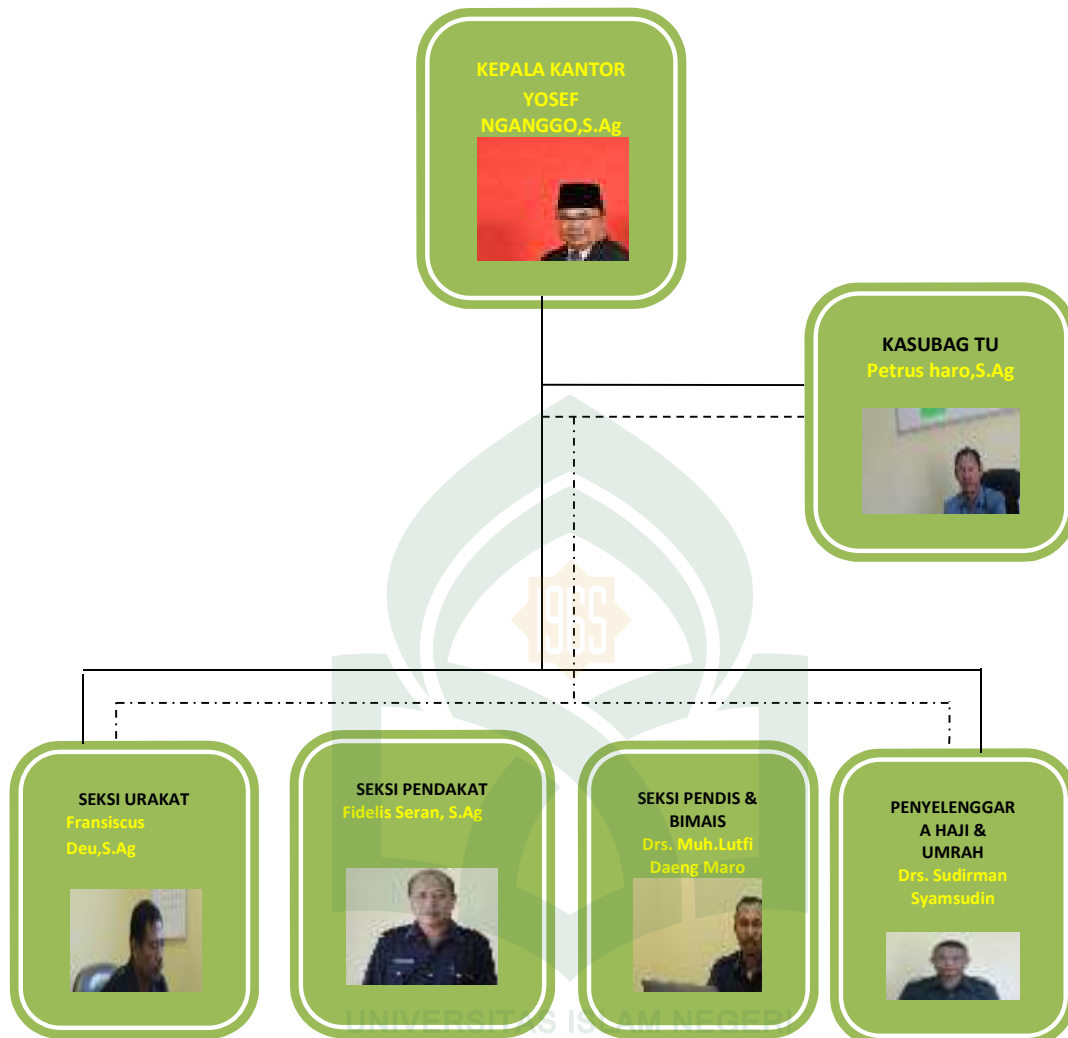 KEPALA KANTOR
YOSEF
NGANGGO,S.Ag
KASUBAG TU
Petrus haro,S.Ag
1965
SEKSI URAKAT
Fransiscus
Deu,S.Ag
SEKSI PENDAKAT
Fidelis Seran, S.Ag
SEKSI PENDIS &
BIMAIS
Drs. Muh.Lutfi
Daeng Maro
PENYELENGGAR
A HAJI &
UMRAH
Drs. Sudirman
Syamsudin
UNIVERSITAS ISLAM NEGERI